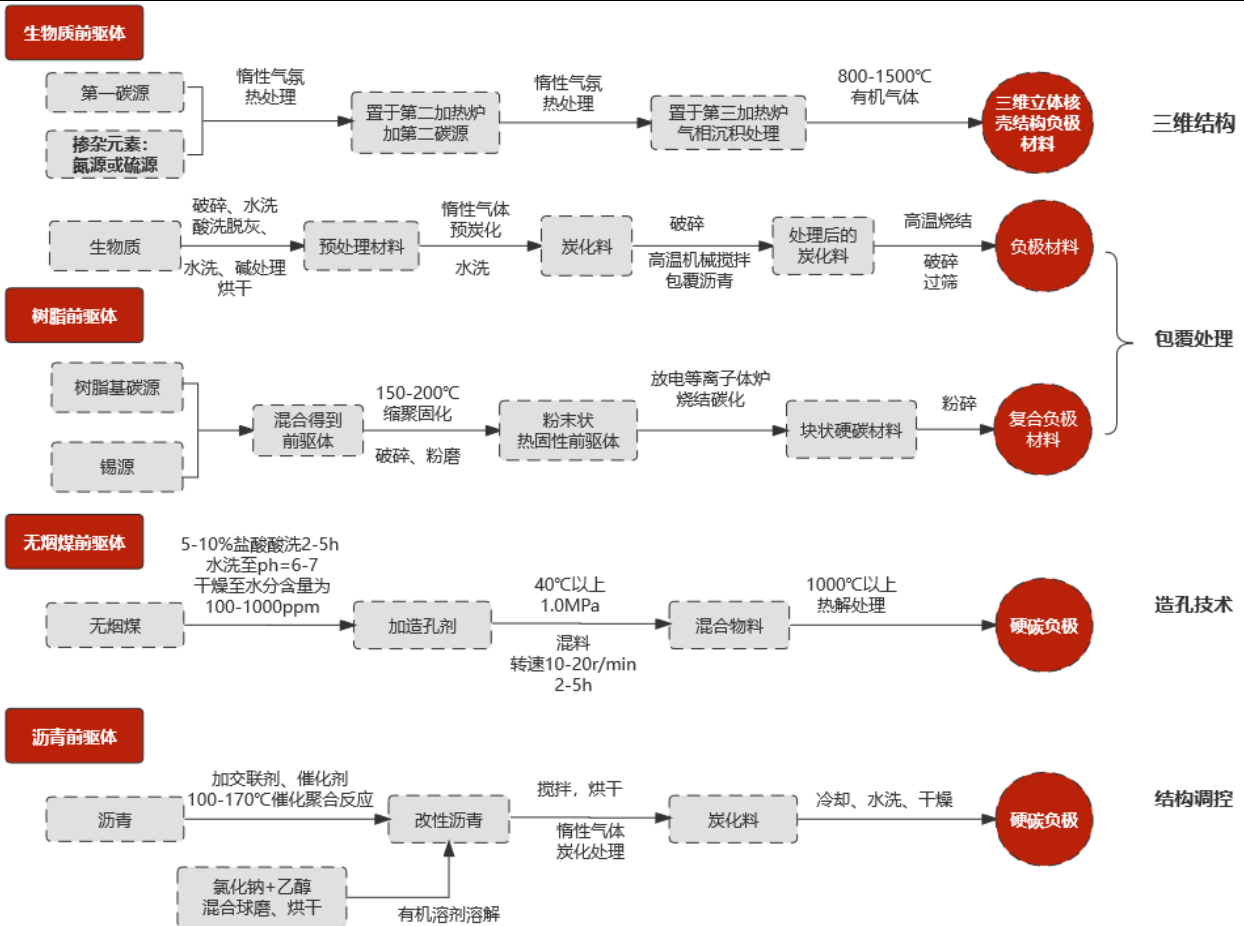 生物质前驱体
第一碳源
掺杂元素：
氮源或硫源
惰性气氛
热处理
置于第二加热炉
加第二碳源
惰性气氛
热处理
置于第三加热炉
气相沉积处理
800-1500℃
有机气体
三维立体核
壳结构负极
材料
三维结构
生物质
破碎、水洗
酸洗脱灰、
水洗、碱处理
烘干
预处理材料
惰性气体
预炭化
水洗
炭化料
破碎
高温机械搅拌
包覆沥青
处理后的
炭化料
高温烧结
破碎
过筛
负极材料
包覆处理
树脂前驱体
树脂基碳源
锡源
混合得到
前驱体
150-200℃
缩聚固化
破碎、粉磨
粉末状
热固性前驱体
放电等离子体炉
烧结碳化
块状硬碳材料
粉碎
复合负极
材料
无烟煤前驱体
无烟煤
5-10%盐酸酸洗2-5h
水洗至ph=6-7
干燥至水分含量为
100-1000ppm
加造孔剂
40℃以上
1.0MPa
混料
转速10-20r/min
2-5h
混合物料
1000℃以上
热解处理
硬碳负极
造孔技术
沥青前驱体
沥青
加交联剂、催化剂
100-170℃催化聚合反应
改性沥青
氯化钠+乙醇
混合球磨、烘干
有机溶剂溶解
搅拌，烘干
惰性气体
炭化处理
炭化料
冷却、水洗、干燥
硬碳负极
结构调控